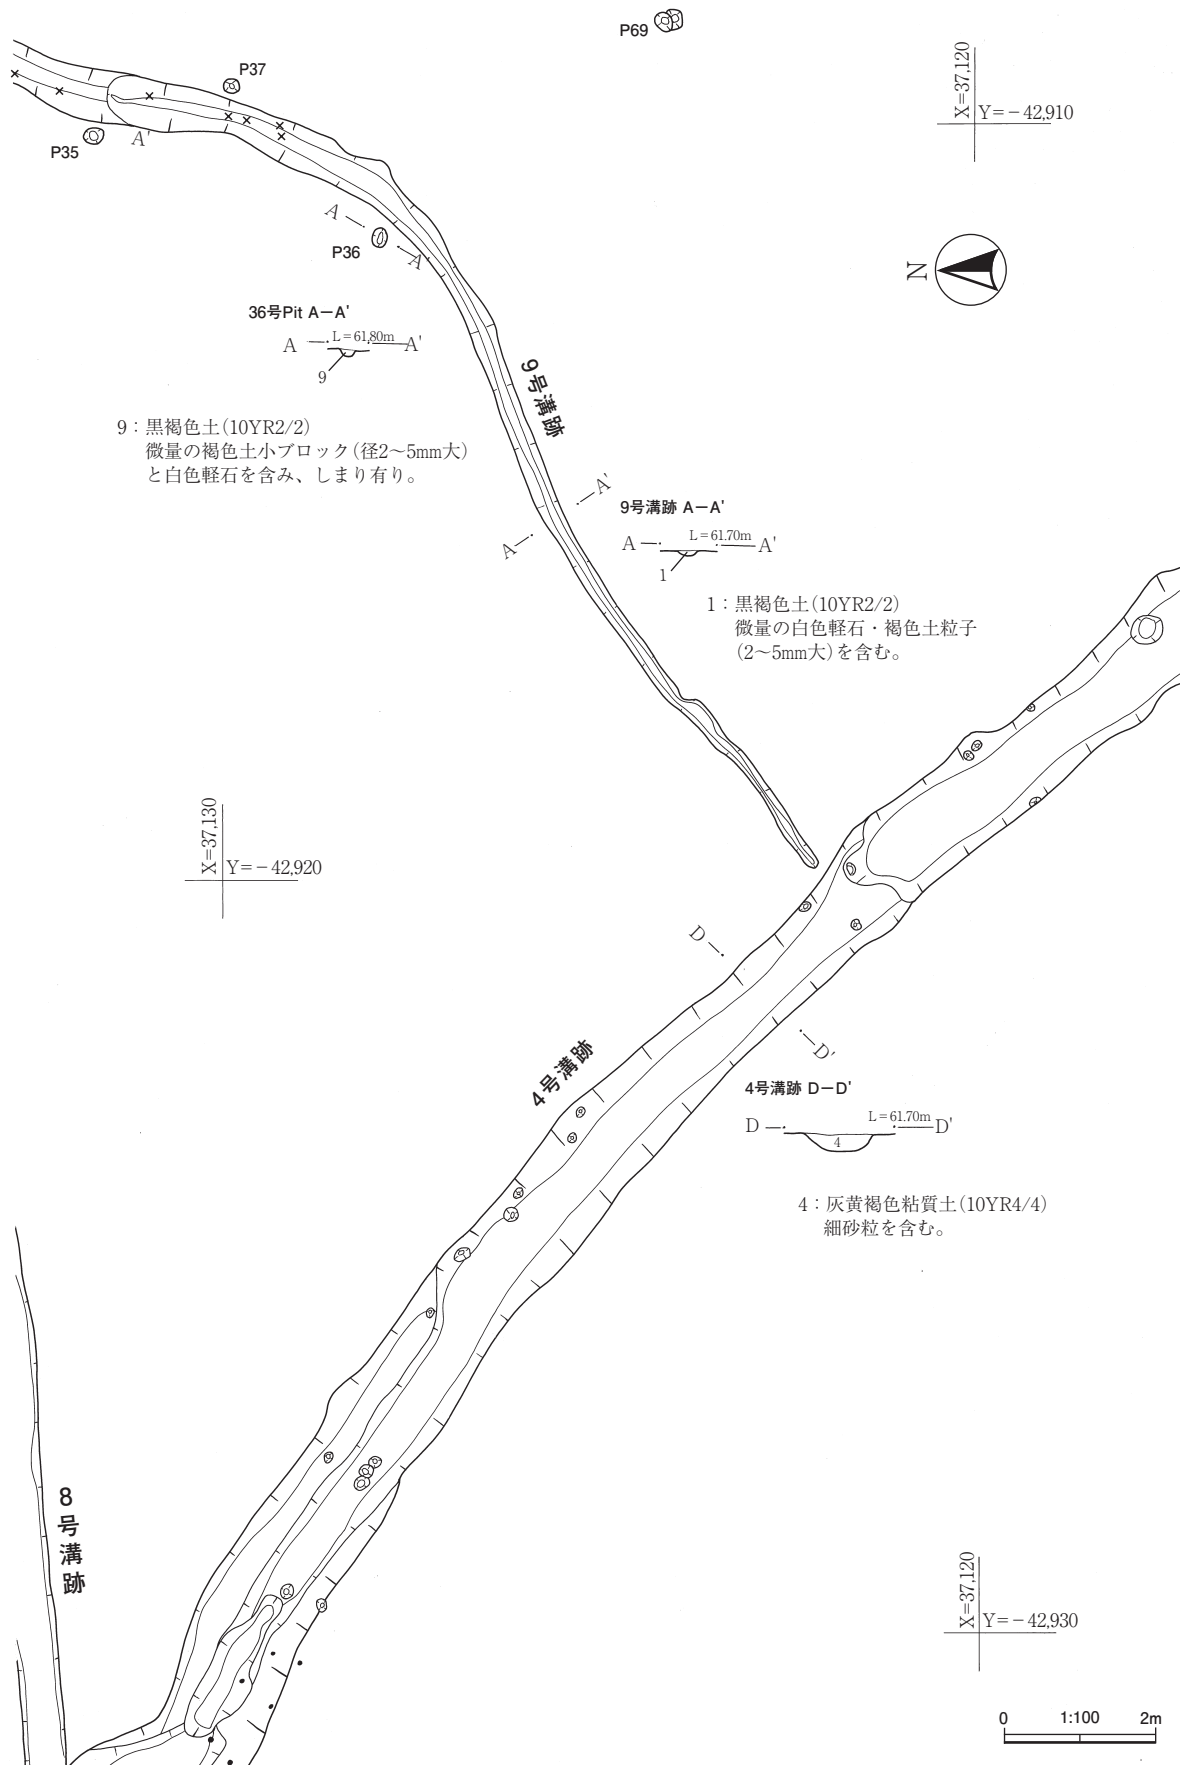 P69
P37
X=37,120
Y=-42,910
A'
P35
A
P36
A'
N
36号Pit A-A'
A
L=61,80m
A'
9
9号溝跡
9:黒褐色土(10YR2/2)
微量の褐色土小ブロック(径2〜5mm大)
と白色軽石を含み、しまり有り。
A'
A
9号溝跡 A-A'
A
L=61.70m
A'
1
1:黒褐色土(10YR2/2)
微量の白色軽石・褐色土粒子
(2〜5mm大)を含む。
X=37,130
Y=-42,920
D
D'
4号溝跡
4号溝跡 D-D'
D
L=61.70m
D'
4
4:灰黄褐色粘質土(10YR4/4)
細砂粒を含む。
8号溝跡
X=37,120
Y=-42,930
0 1:100 2m